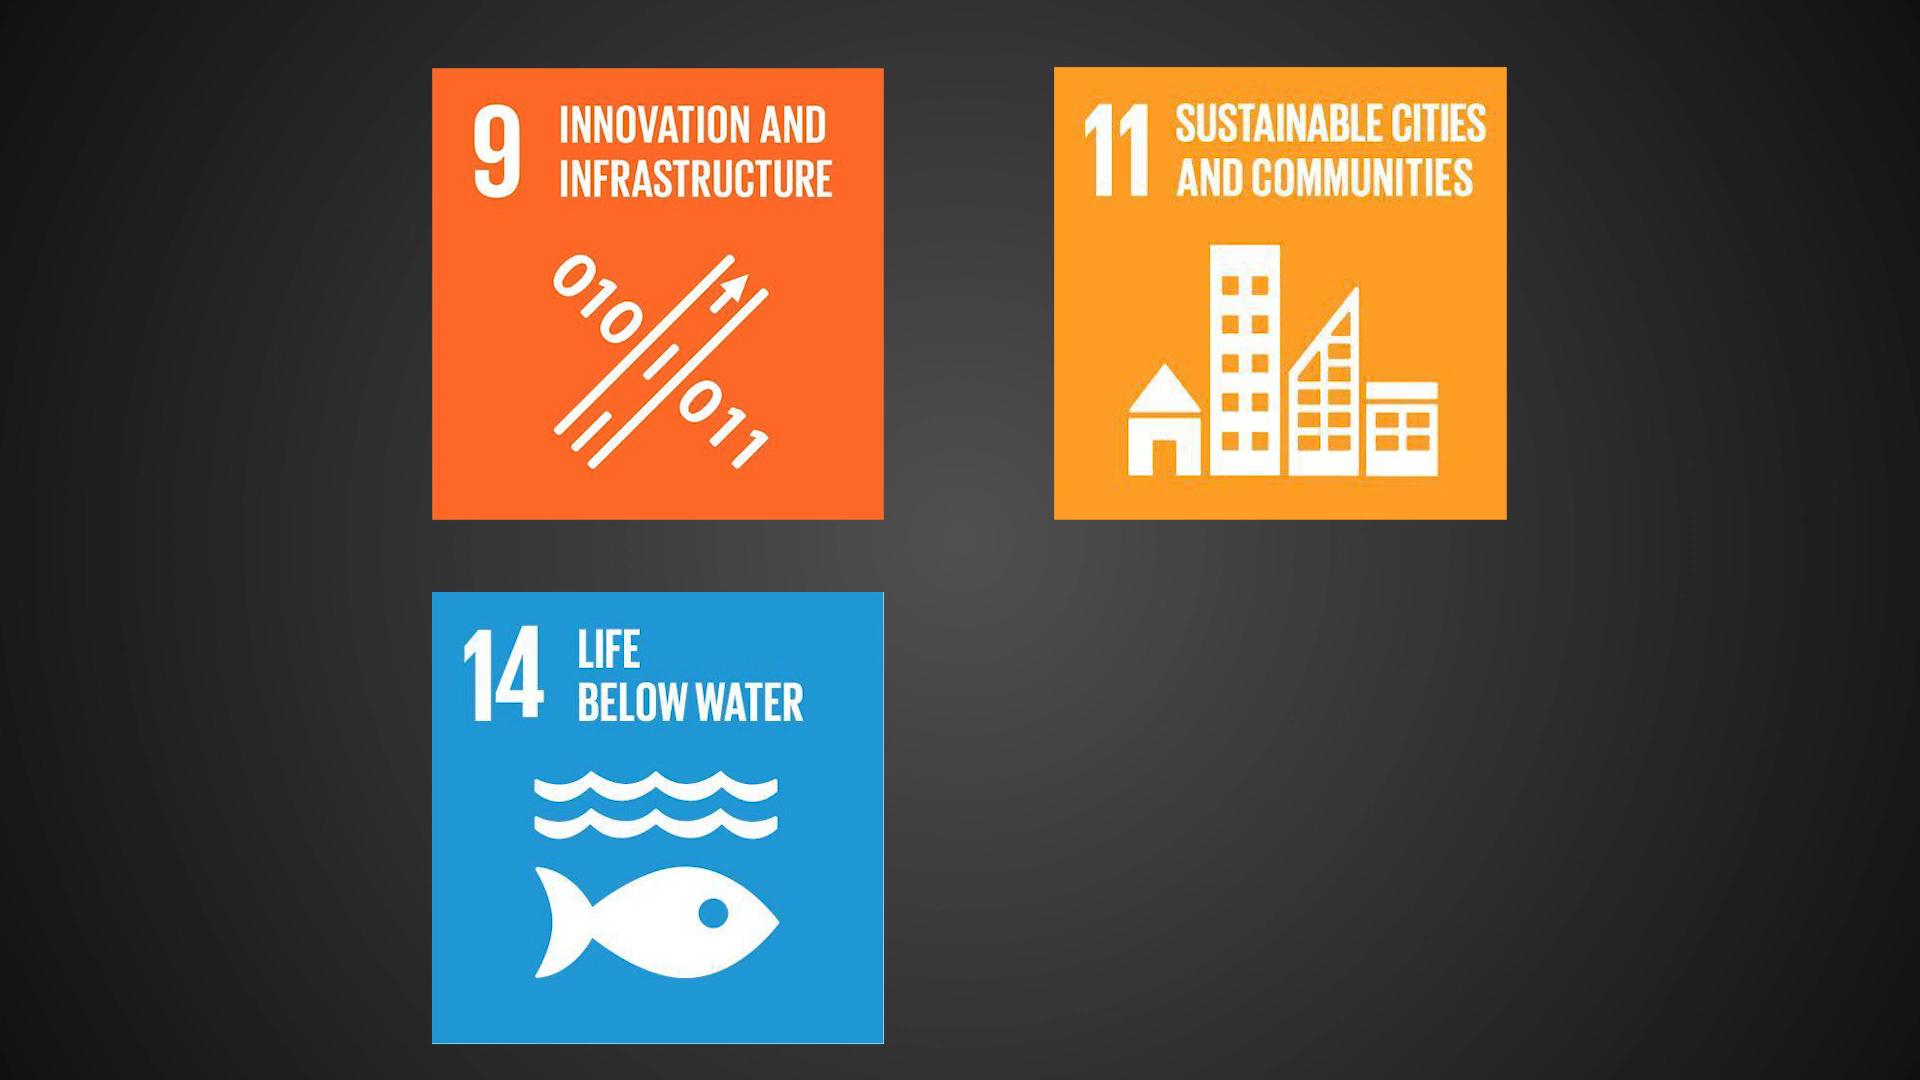 9
INNOVATION AND
INFRASTRUCTURE
010
011
11
SUSTAINABLE CITIES
AND COMMUNITIES
14
LIFE
BELOW WATER